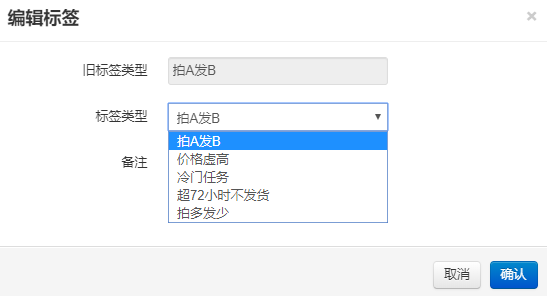 编辑标签 ×
旧标签类型 拍A发B
标签类型 拍A发B
拍A发B
备注
价格虚高
冷门任务
超72小时不发货
拍多发少
取消 确认